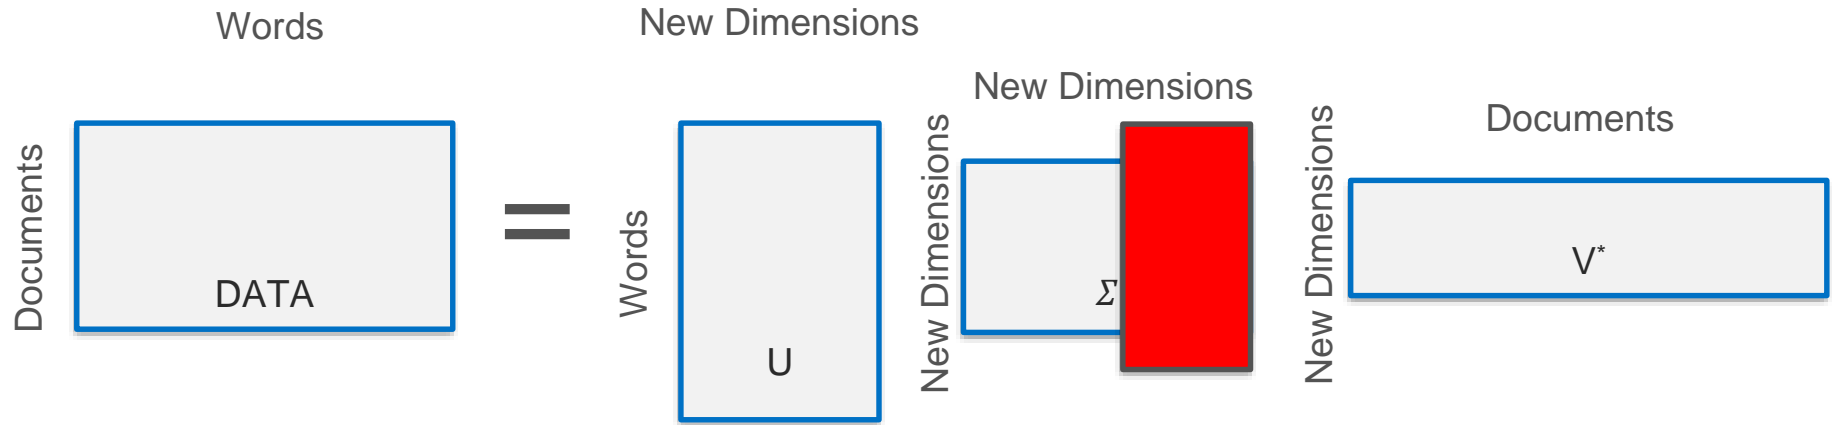 Words
New Dimensions
New Dimensions
Documents
Documents
DATA
=
Words
U
New Dimensions
Σ
New Dimensions
V*